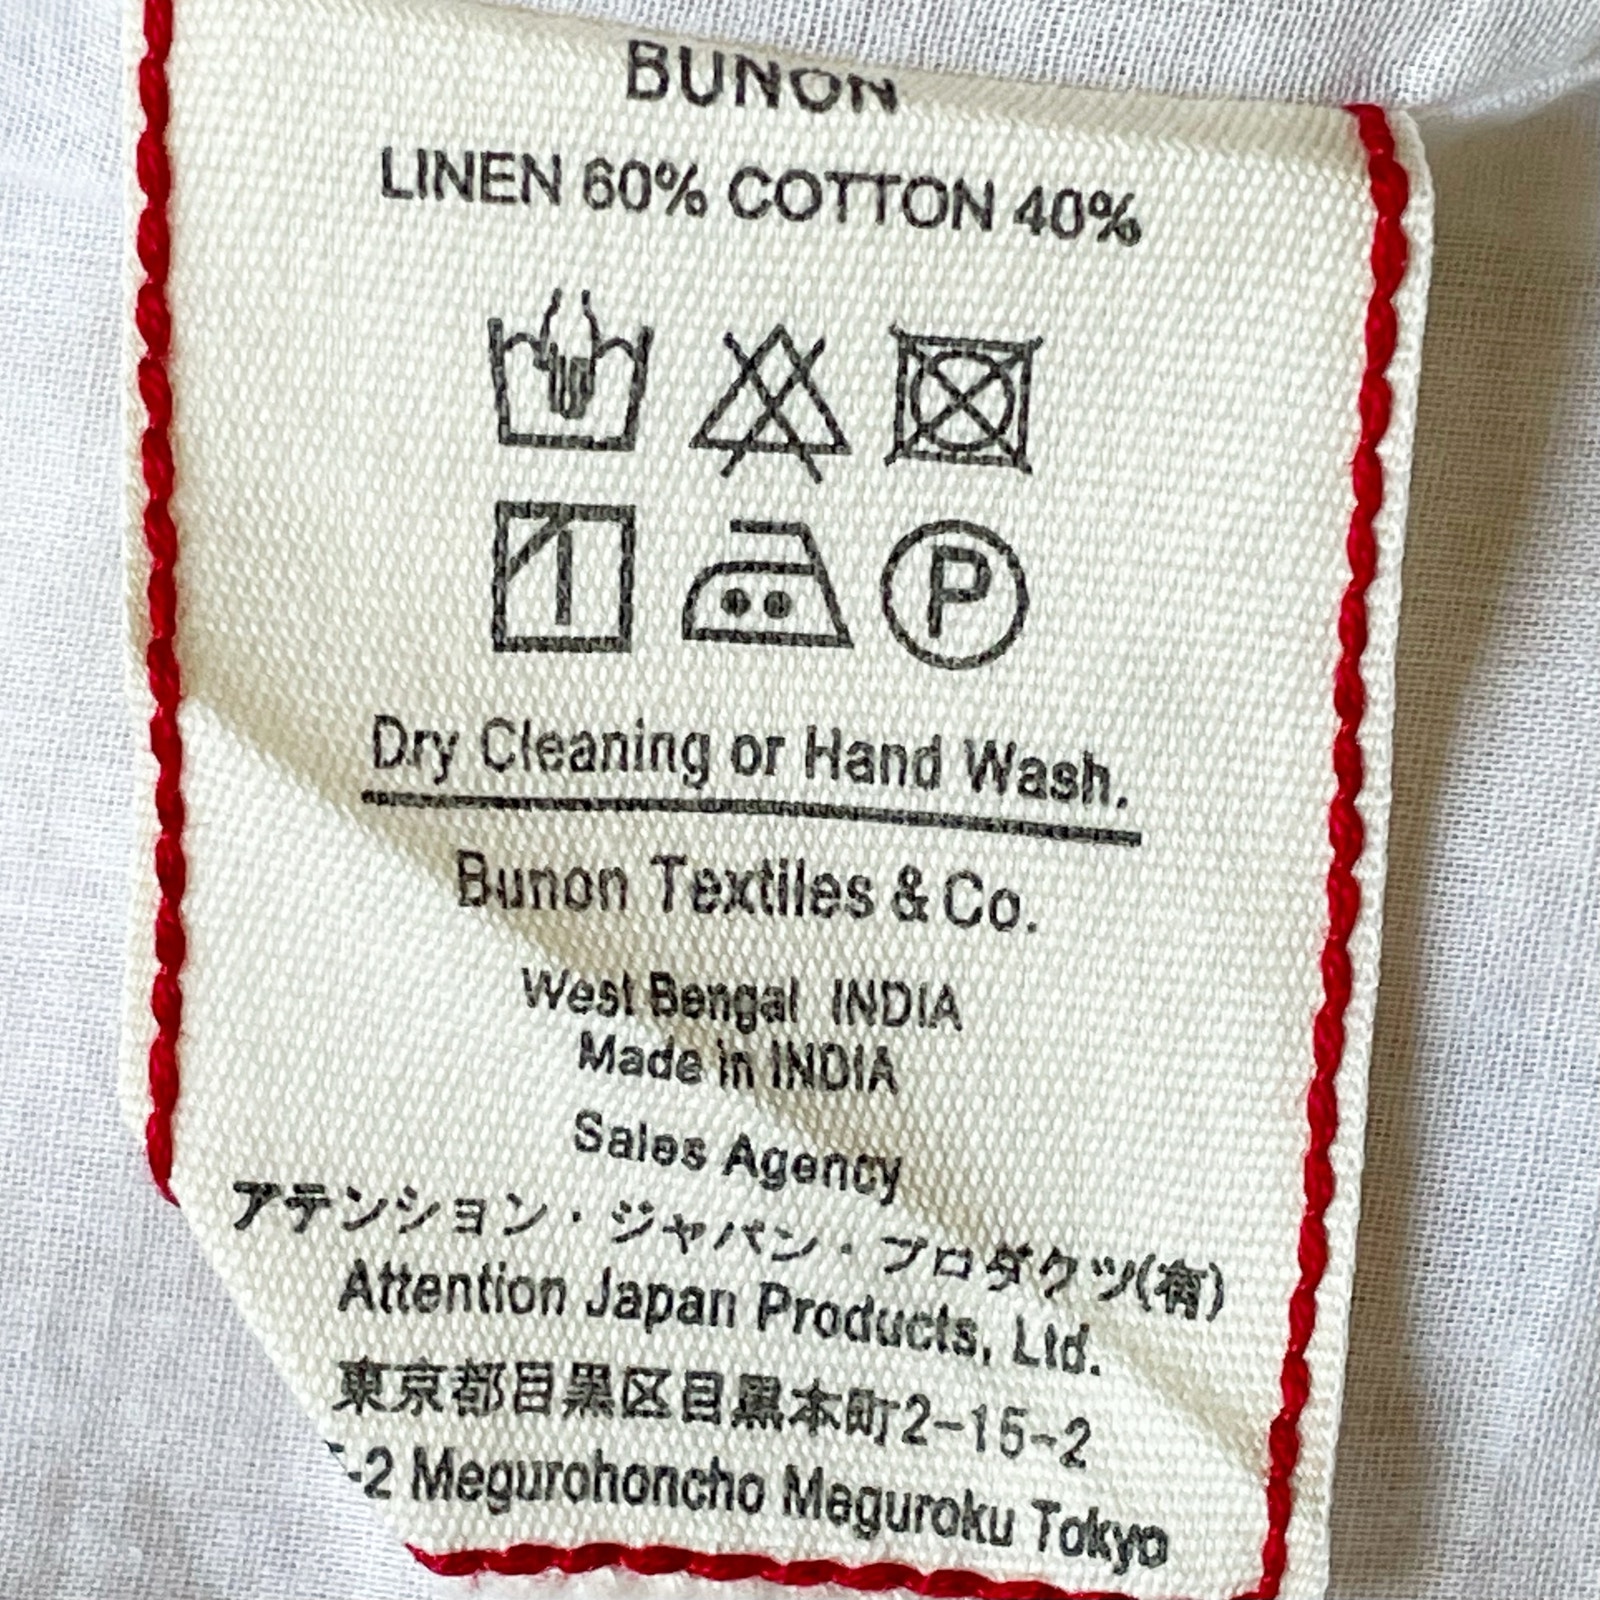 BUNON
LINEN 60% COTTON 40%
P
Dry Cleaning or Hand Wash.
Bunon Textiles & Co.
West Bengal INDIA
Made in INDIA
Sales Agency
アテンション・ジャパン・プロダクツ(有)
Attention Japan Products, Ltd.
東京都目黒区目黒本町2-15-2
-2 Megurohoncho Meguroku Tokyo